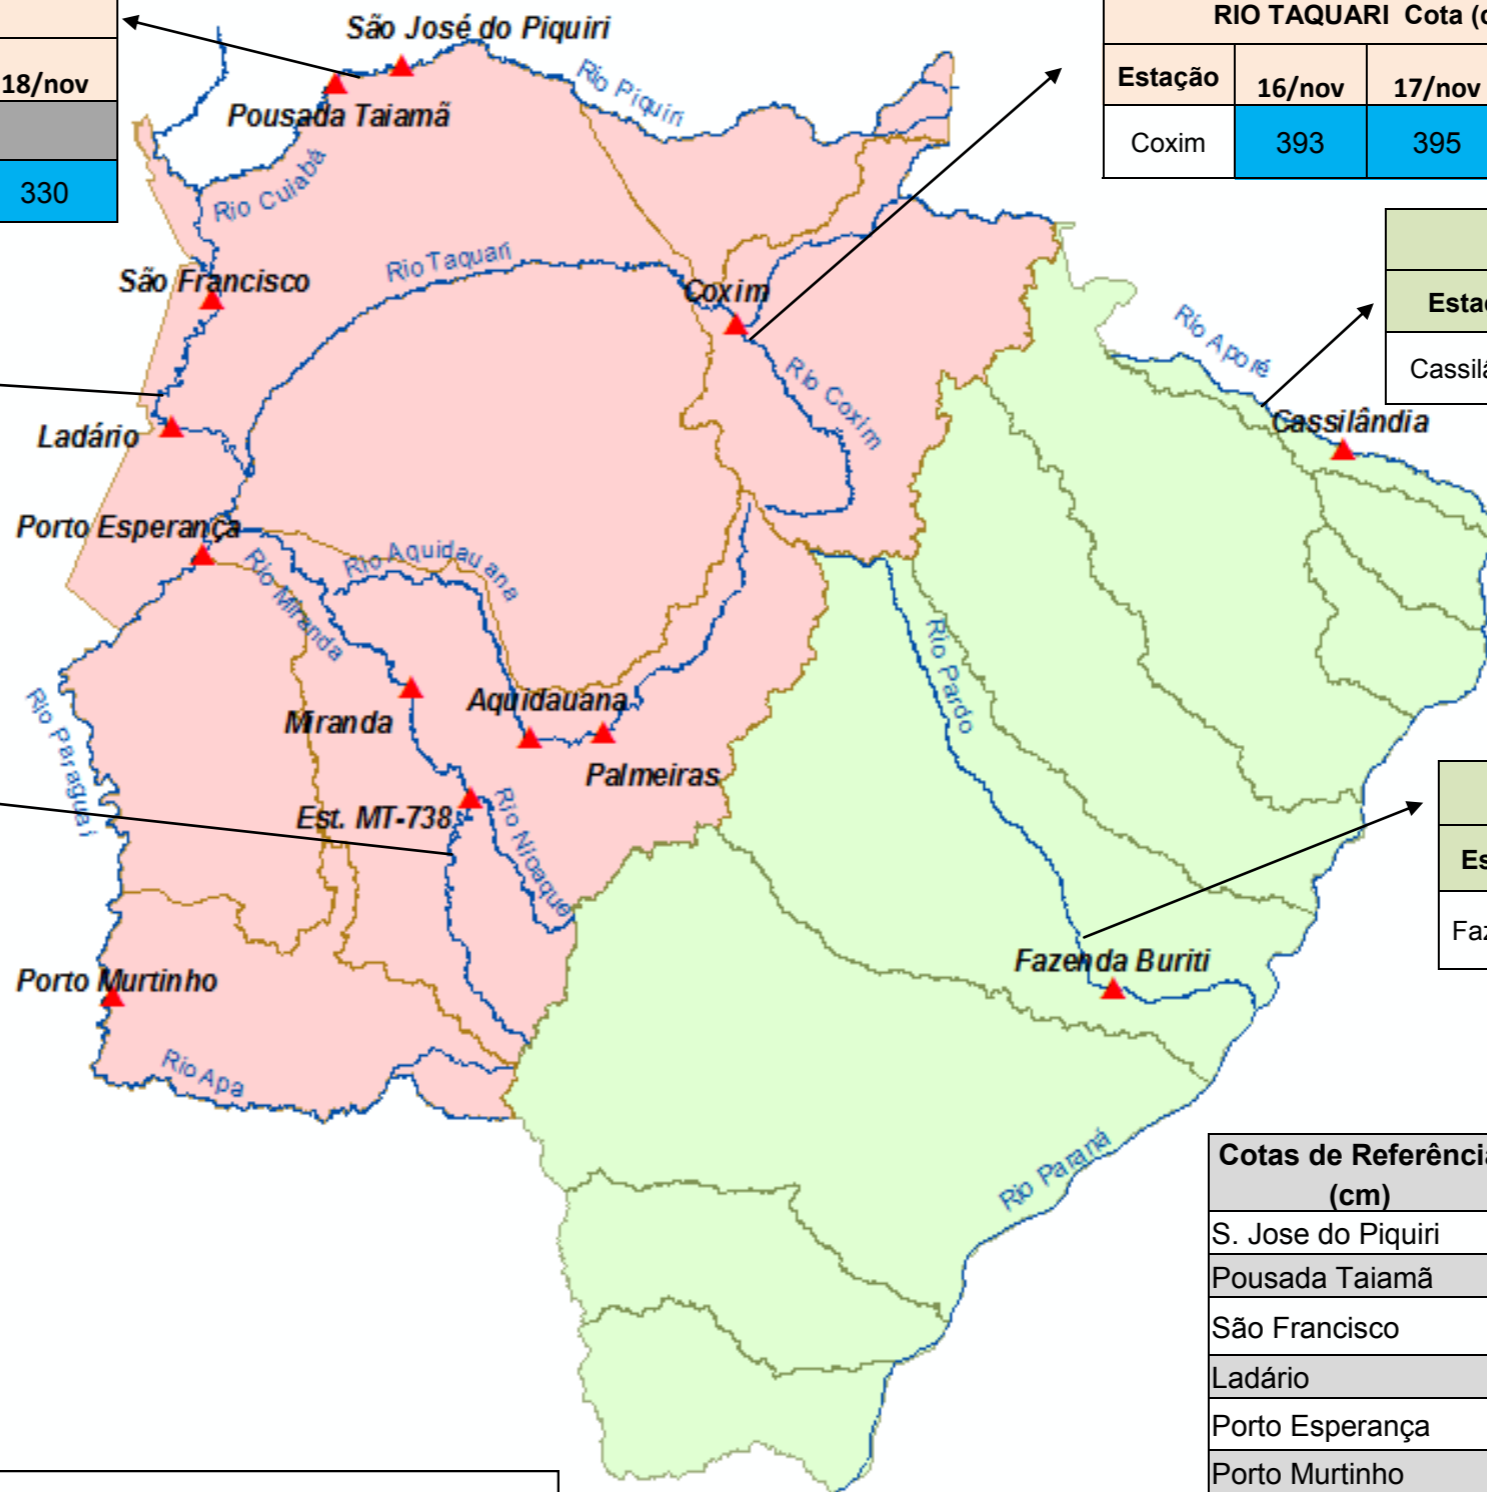 18/nov
330
RIO TAQUARI Cota (c
Estação 16/nov 17/nov
Coxim 393 395
São José do Piquiri
Pousada Taiamã
Rio Piquiri
Rio Cuiabá
Rio Taquari
São Francisco
Coxim
Rio Coxim
Ladário
Rio Aporé
Estaç
Cassilâ
Cassilândia
Porto Esperança
Rio Aquidauana
Rio Miranda
Rio Pardo
Rio Paraguai
Miranda
Aquidauana
Palmeiras
Est. MT-738
Rio Nioaque
Es
Faz
Fazenda Buriti
Porto Murtinho
Rio Apa
Rio Paraná
Cotas de Referência
(cm)
S. Jose do Piquiri
Pousada Taiamã
São Francisco
Ladário
Porto Esperança
Porto Murtinho